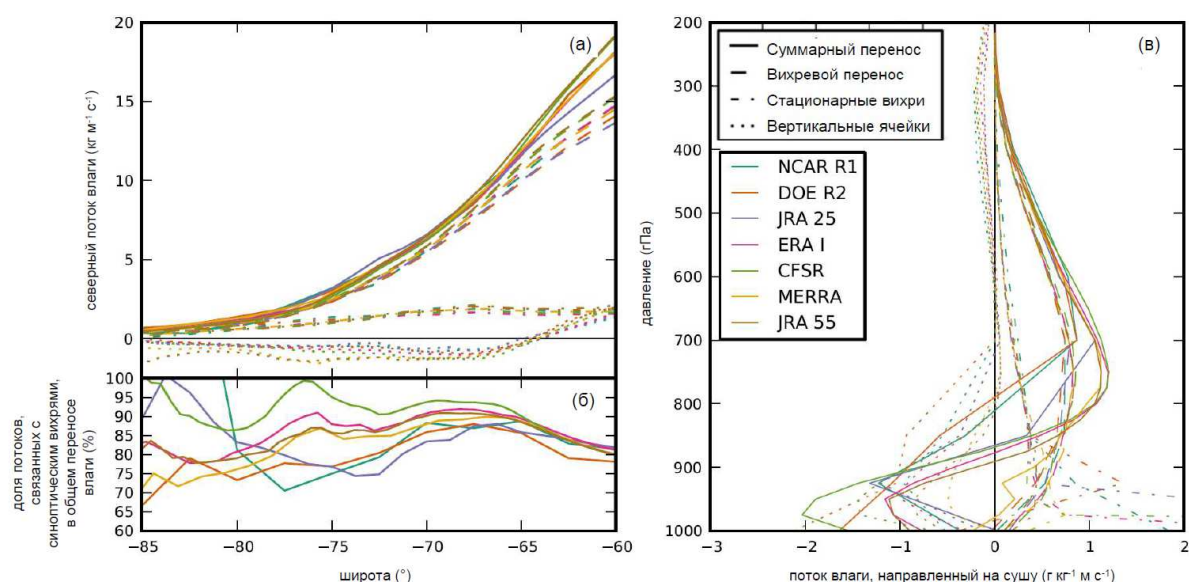 северный поток влаги (кг м⁻¹ с⁻¹)
20
15
10
5
0
(а)
доля потоков,
связанных с
синоптическим вихрями,
в общем переносе
влаги (%)
100
95
90
85
80
75
70
65
60
(б)
−85
−80
−75
−70
−65
−60
широта (°)
давление (гПа)
200
300
400
500
600
700
800
900
1000
(в)
Суммарный перенос
Вихревой перенос
Стационарные вихри
Вертикальные ячейки
NCAR R1
DOE R2
JRA 25
ERA I
CFSR
MERRA
JRA 55
−3
−2
−1
0
1
2
поток влаги, направленный на сушу (г кг⁻¹ м с⁻¹)